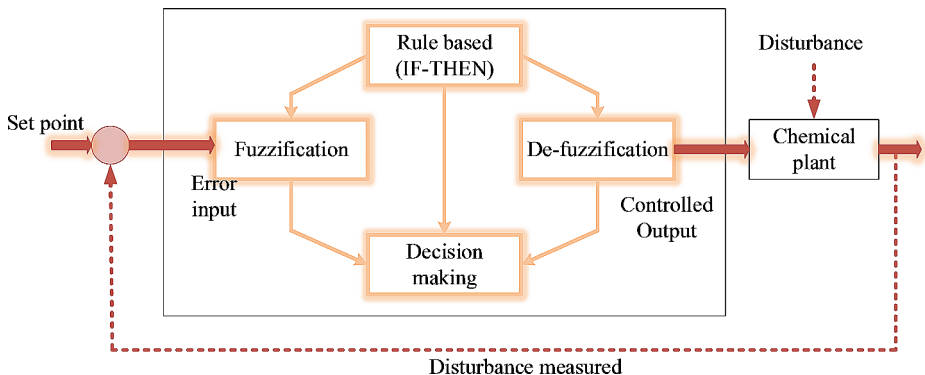 Rule based
(IF-THEN)
Disturbance
Set point
Fuzzification
De-fuzzification
Chemical
plant
Error
input
Controlled
Output
Decision
making
Disturbance measured